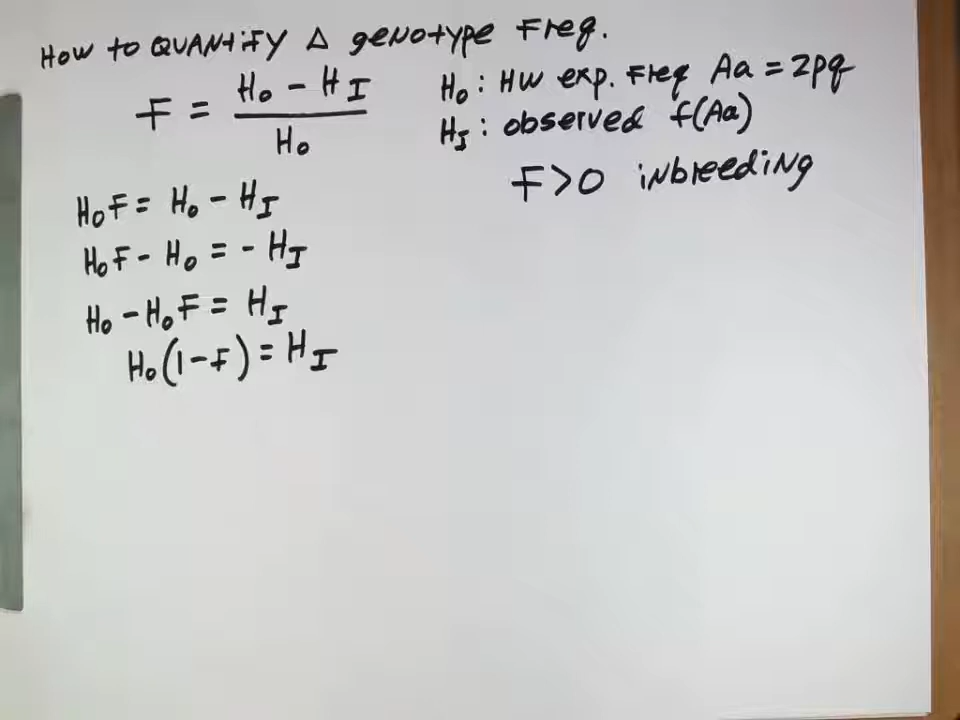 How to QUANtiFY Δ geNotype Freq.
F = (H₀ − H_I) / H₀
H₀ : HW exp. Freq Aa = 2pq
H_I : observed f(Aa)
F > 0 iNbreediNg
H₀F = H₀ − H_I
H₀F − H₀ = − H_I
H₀ − H₀F = H_I
H₀(1−F) = H_I